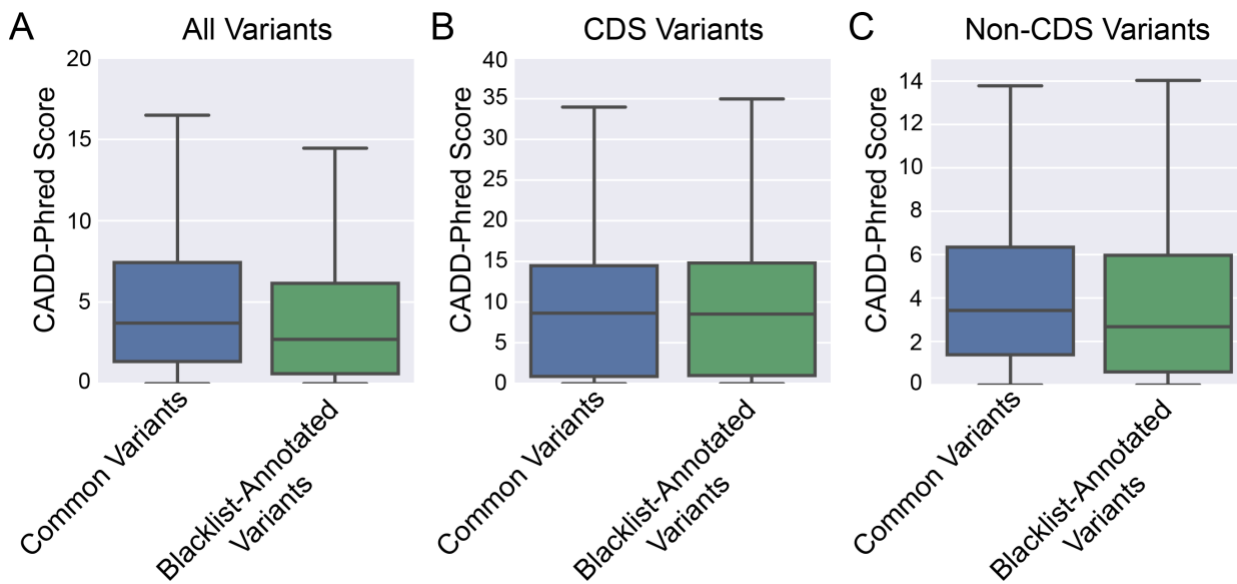 A All Variants
CADD-Phred Score
20
15
10
5
0
Common Variants
Blacklist-Annotated
Variants
B CDS Variants
CADD-Phred Score
40
35
30
25
20
15
10
5
0
Common Variants
Blacklist-Annotated
Variants
C Non-CDS Variants
CADD-Phred Score
14
12
10
8
6
4
2
0
Common Variants
Blacklist-Annotated
Variants